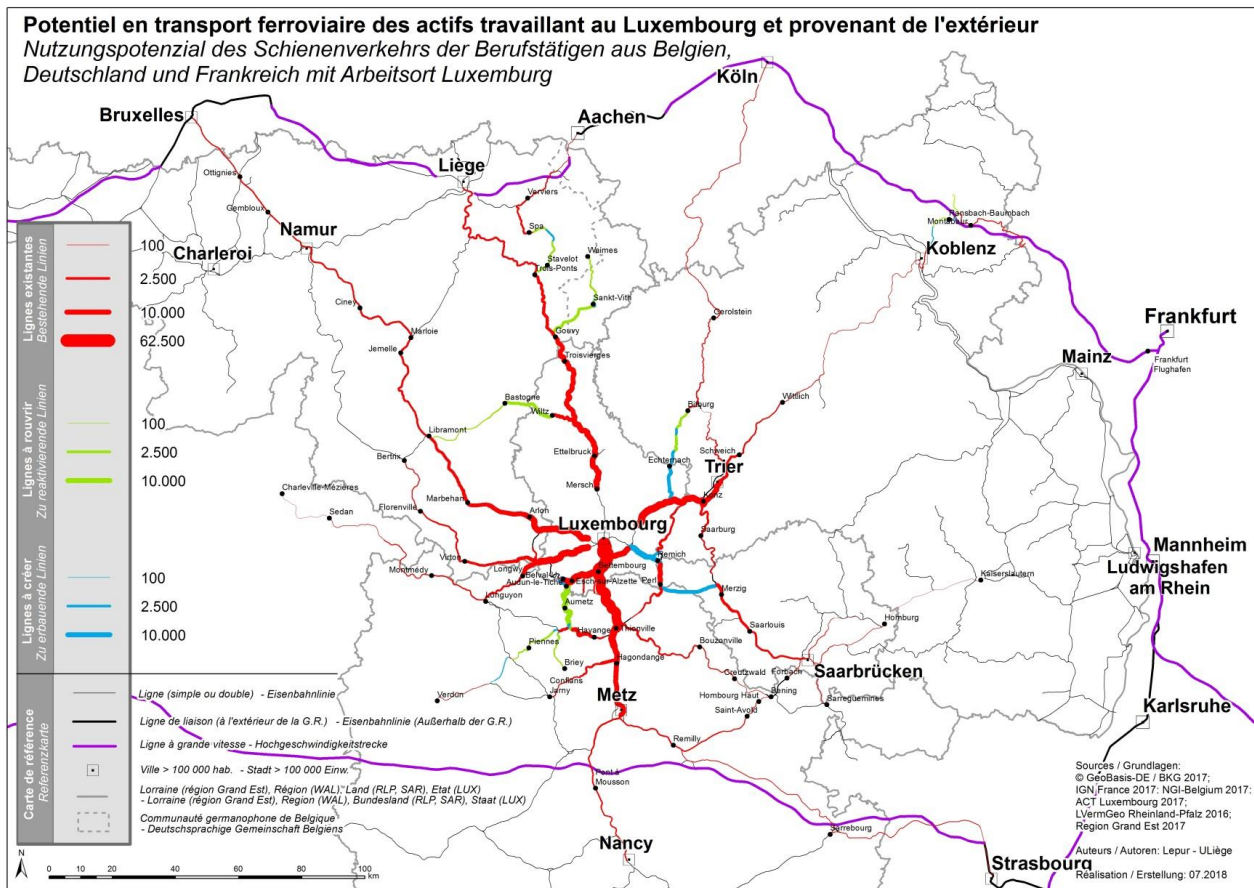 Potentiel en transport ferroviaire des actifs travaillant au Luxembourg et provenant de l'extérieur
Nutzungspotenzial des Schienenverkehrs der Berufstätigen aus Belgien,
Deutschland und Frankreich mit Arbeitsort Luxemburg
Köln
Bruxelles
Aachen
Liège
Ottignies
Verviers
Gembloux
Ransbach-Baumbach
Montabaur
Spa
Namur
Koblenz
Charleroi
Waimes
Stavelot
Trois-Ponts
Ciney
Sankt-Vith
Gerolstein
Frankfurt
Marloie
Gouvy
Jemelle
Troisvierges
Mainz
Frankfurt
Flughafen
Bastogne
Wiltz
Bitburg
Wittlich
Libramont
Bertrix
Ettelbruck
Echternach
Schweich
Trier
Mersch
Charleville-Mézières
Marbehan
Konz
Sedan
Florenville
Arlon
Luxembourg
Saarburg
Virton
Remich
Mannheim
Ludwigshafen
am Rhein
Montmédy
Longwy
Belval
Bettembourg
Audun-le-Tiche
Esch-sur-Alzette
Perl
Kaiserslautern
Longuyon
Merzig
Aumetz
Homburg
Piennes
Hayange
Thionville
Saarlouis
Bouzonville
Briey
Hagondange
Saarbrücken
Conflans
Jarny
Creutzwald
Forbach
Verdun
Metz
Hombourg Haut
Béning
Saint-Avold
Sarreguemines
Karlsruhe
Remilly
Pont à
Mousson
Sarrebourg
Nancy
Strasbourg
Lignes existantes
Bestehende Linien
100
2.500
10.000
62.500
Lignes à rouvrir
Zu reaktivierende Linien
100
2.500
10.000
Lignes à créer
Zu erbauende Linien
100
2.500
10.000
Carte de référence
Referenzkarte
Ligne (simple ou double) - Eisenbahnlinie
Ligne de liaison (à l'extérieur de la G.R.) - Eisenbahnlinie (Außerhalb der G.R.)
Ligne à grande vitesse - Hochgeschwindigkeitstrecke
Ville > 100 000 hab. - Stadt > 100 000 Einw.
Lorraine (région Grand Est), Région (WAL), Land (RLP, SAR), Etat (LUX)
- Lorraine (région Grand Est), Region (WAL), Bundesland (RLP, SAR), Staat (LUX)
Communauté germanophone de Belgique
- Deutschsprachige Gemeinschaft Belgiens
N
0 10 20 40 60 80 100
km
Sources / Grundlagen:
© GeoBasis-DE / BKG 2017;
IGN France 2017; NGI-Belgium 2017;
ACT Luxembourg 2017;
LVermGeo Rheinland-Pfalz 2016;
Région Grand Est 2017
Auteurs / Autoren: Lepur - ULiège
Réalisation / Erstellung: 07.2018